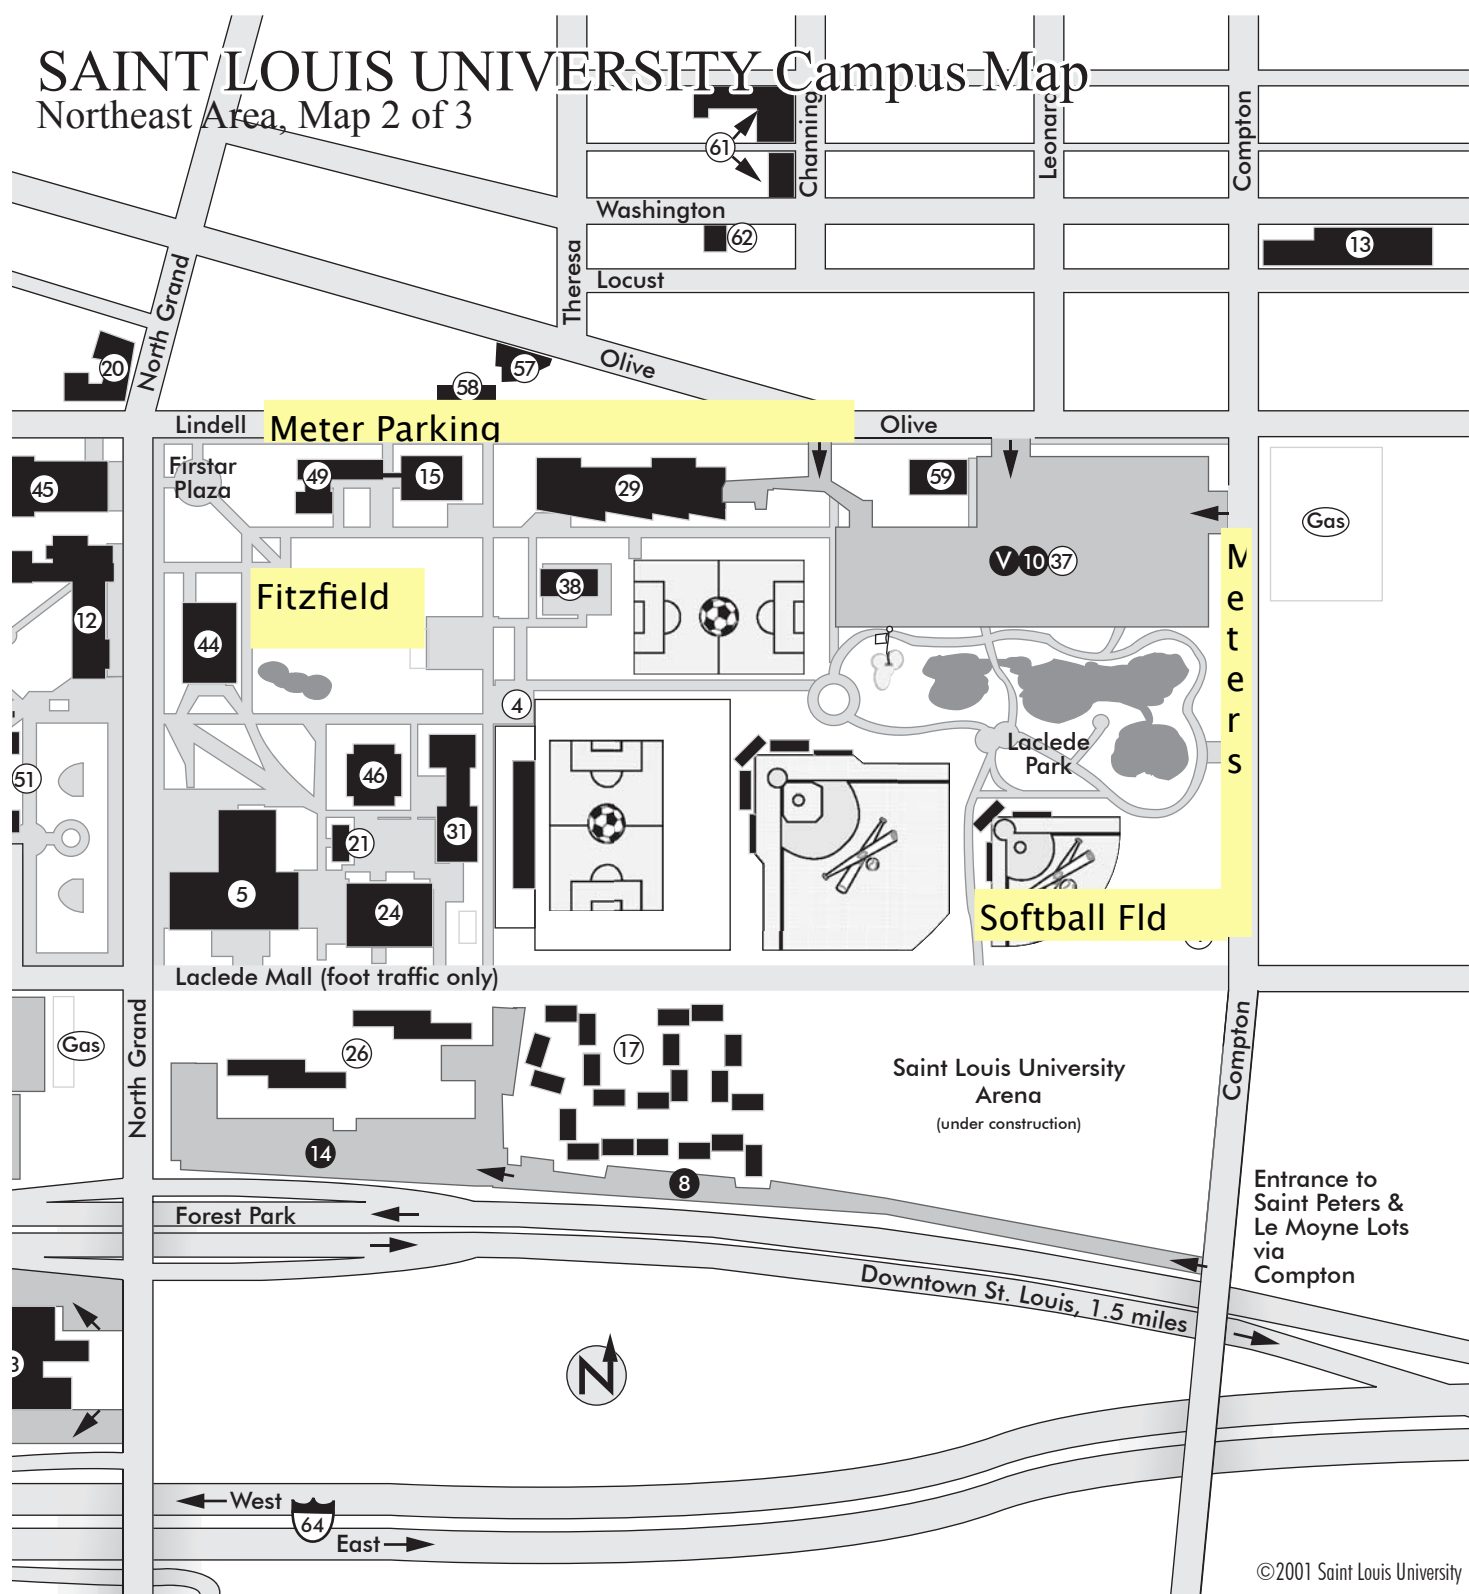 SAINT LOUIS UNIVERSITY Campus Map
Northeast Area, Map 2 of 3
61
Channing
Leonard
Compton
Washington
62
13
North Grand
Theresa
Locust
20
57
Olive
58
Lindell
Meter Parking
Olive
45
Firstar
Plaza
49
15
29
59
Gas
V 10 37
Meters
12
Fitzfield
38
44
4
51
46
Laclede
Park
21
31
5
24
Softball Fld
Laclede Mall (foot traffic only)
Gas
North Grand
26
17
Saint Louis University
Arena
(under construction)
Compton
14
8
Entrance to
Saint Peters &
Le Moyne Lots
via
Compton
Forest Park
Downtown St. Louis, 1.5 miles
N
West
64
East
©2001 Saint Louis University